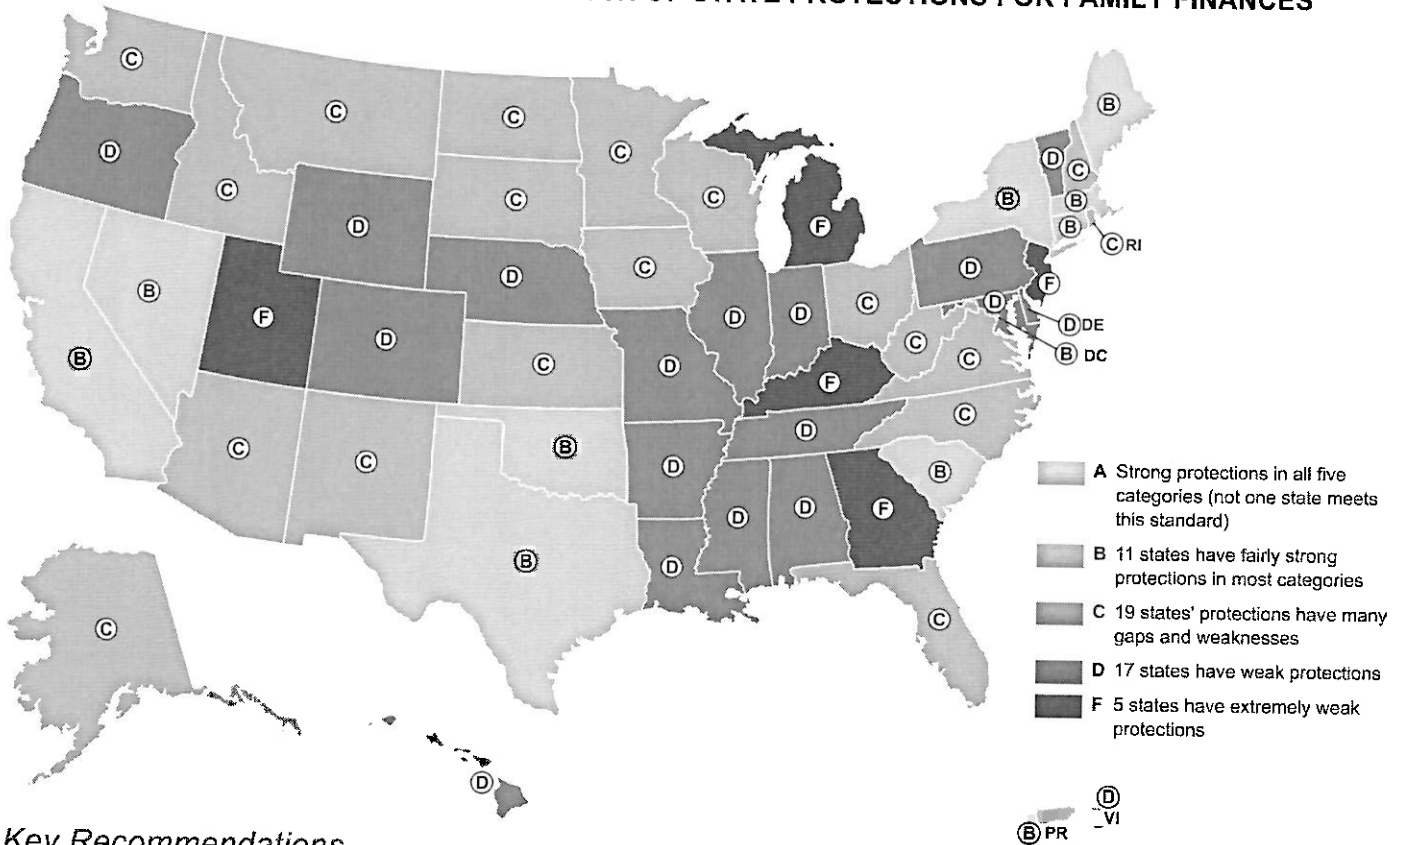 OF STATE PROTECTIONS FOR FAMILY FINANCES
C
C
C
C
B
D
C
D
C
C
C
C
B
B
D
F
B
C RI
D
C
D
F
B
F
D
D
D
C
D
D DE
B
D
C
D
F
C
C
B DC
C
C
B
D
D
C
B
B
D
D
F
D
C
C
D
B
A Strong protections in all five
categories (not one state meets
this standard)
B 11 states have fairly strong
protections in most categories
C 19 states' protections have many
gaps and weaknesses
D 17 states have weak protections
F 5 states have extremely weak
protections
D
VI
B PR
Key Recommendations